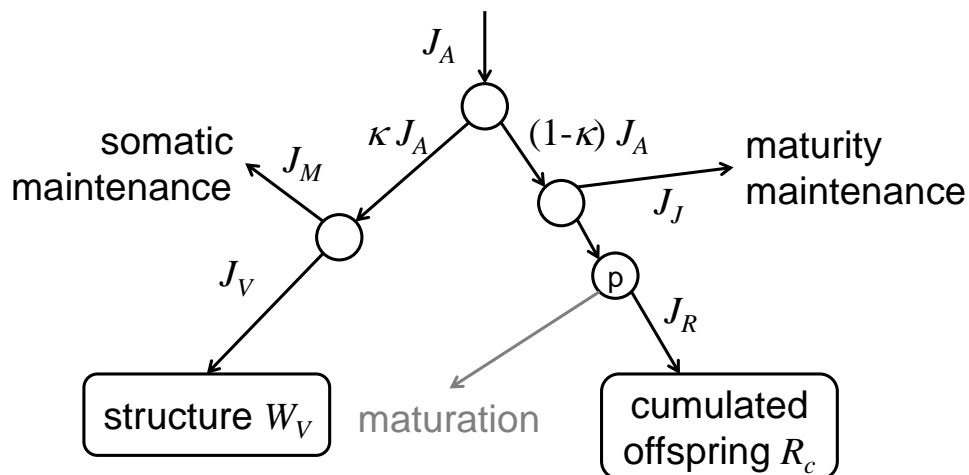 J_A
κ J_A
(1-κ) J_A
somatic
maintenance
J_M
maturity
maintenance
J_J
J_V
p
J_R
structure W_V
maturation
cumulated
offspring R_c